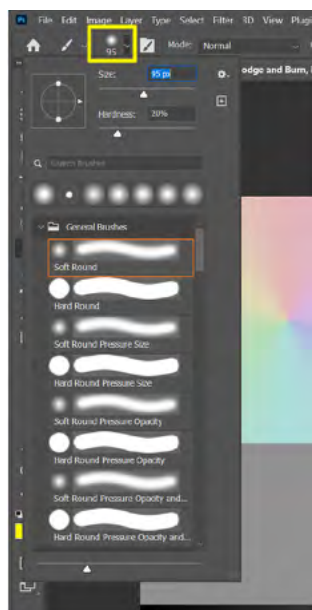 Ps File Edit Image Layer Type Select Filter 3D View Plugi
95 Mode: Normal
Size: 95 px
odge and Burn,
Hardness: 20%
Search Brushes
General Brushes
Soft Round
Hard Round
Soft Round Pressure Size
Hard Round Pressure Size
Soft Round Pressure Opacity
Hard Round Pressure Opacity
Soft Round Pressure Opacity and...
Hard Round Pressure Opacity and...